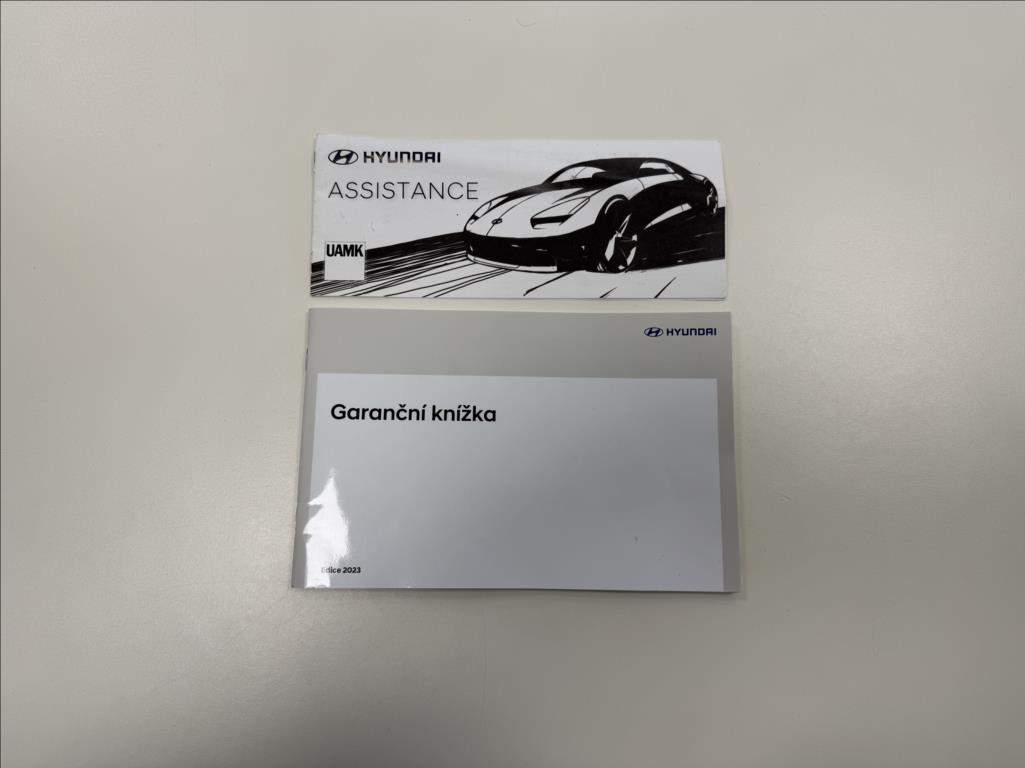 HYUNDAI
ASSISTANCE
UAMK
HYUNDAI
Garanční knížka
Edice 2023